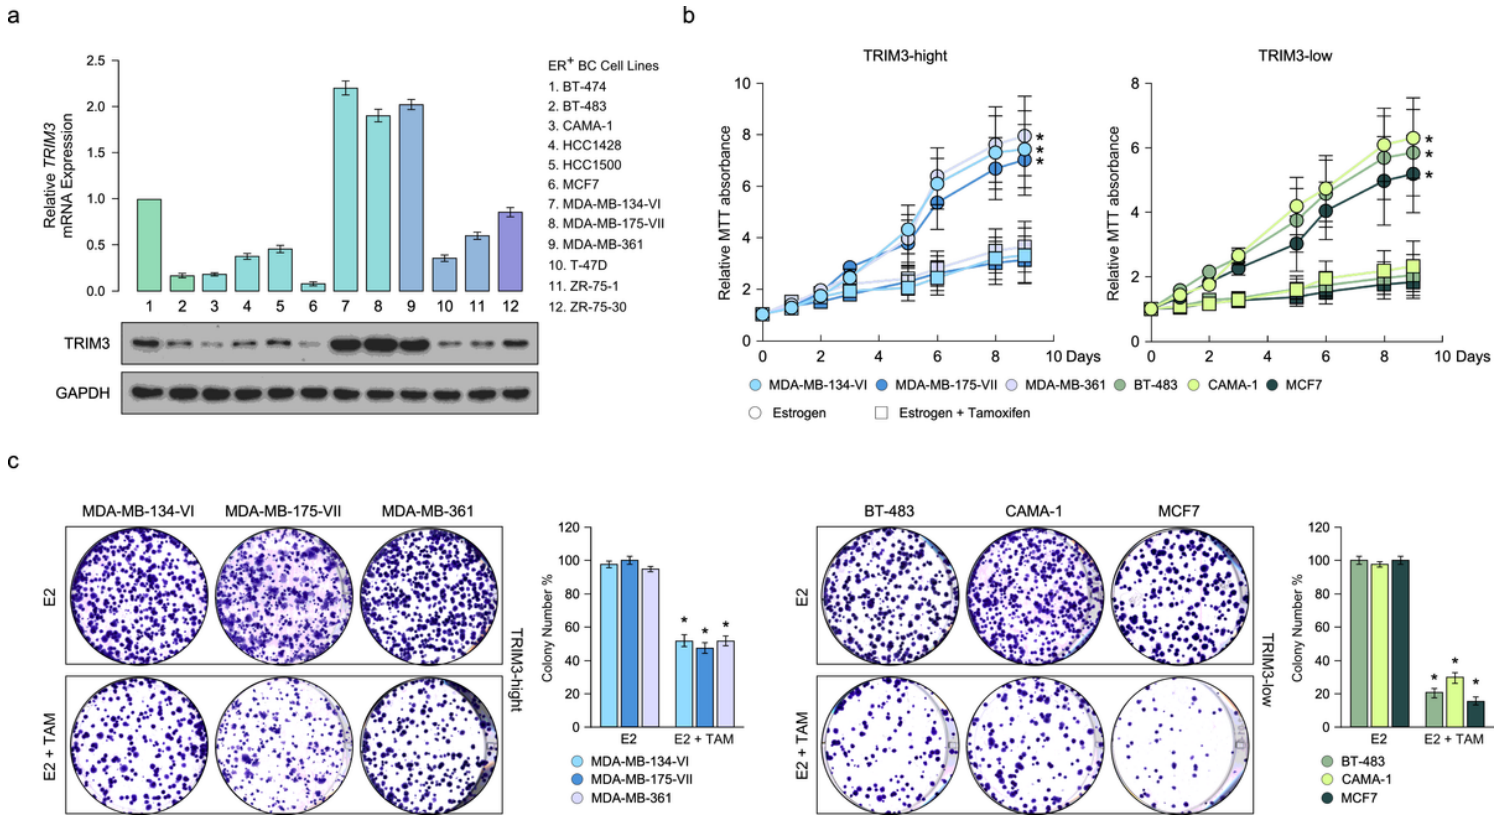 a
Relative TRIM3
mRNA Expression
2.5
2.0
1.5
1.0
0.5
0.0
1 2 3 4 5 6 7 8 9 10 11 12
ER+ BC Cell Lines
1. BT-474
2. BT-483
3. CAMA-1
4. HCC1428
5. HCC1500
6. MCF7
7. MDA-MB-134-VI
8. MDA-MB-175-VII
9. MDA-MB-361
10. T-47D
11. ZR-75-1
12. ZR-75-30
TRIM3
GAPDH
b
TRIM3-hight
Relative MTT absorbance
10
8
6
4
2
0
0 2 4 6 8 10 Days
*
*
*
TRIM3-low
Relative MTT absorbance
8
6
4
2
0
0 2 4 6 8 10 Days
*
*
*
MDA-MB-134-VI MDA-MB-175-VII MDA-MB-361 BT-483 CAMA-1 MCF7
Estrogen Estrogen + Tamoxifen
c
MDA-MB-134-VI MDA-MB-175-VII MDA-MB-361
E2
E2 + TAM
TRIM3-hight
Colony Number %
120
100
80
60
40
20
0
* * *
E2 E2 + TAM
MDA-MB-134-VI
MDA-MB-175-VII
MDA-MB-361
BT-483 CAMA-1 MCF7
E2
E2 + TAM
TRIM3-low
Colony Number %
120
100
80
60
40
20
0
* * *
E2 E2 + TAM
BT-483
CAMA-1
MCF7